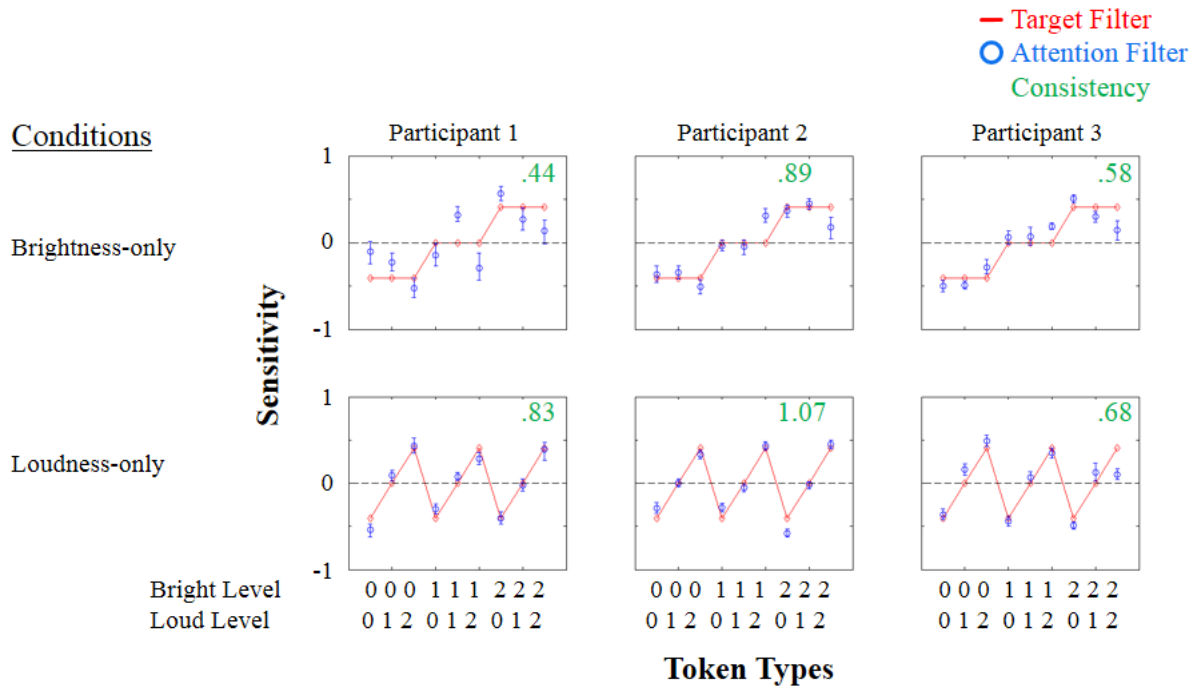 Target Filter
Attention Filter
Consistency
Conditions
Participant 1 Participant 2 Participant 3
Brightness-only
Loudness-only
Sensitivity
1
0
-1
1
0
-1
.44 .89 .58
.83 1.07 .68
Bright Level 0 0 0 1 1 1 2 2 2 0 0 0 1 1 1 2 2 2 0 0 0 1 1 1 2 2 2
Loud Level 0 1 2 0 1 2 0 1 2 0 1 2 0 1 2 0 1 2 0 1 2 0 1 2 0 1 2
Token Types